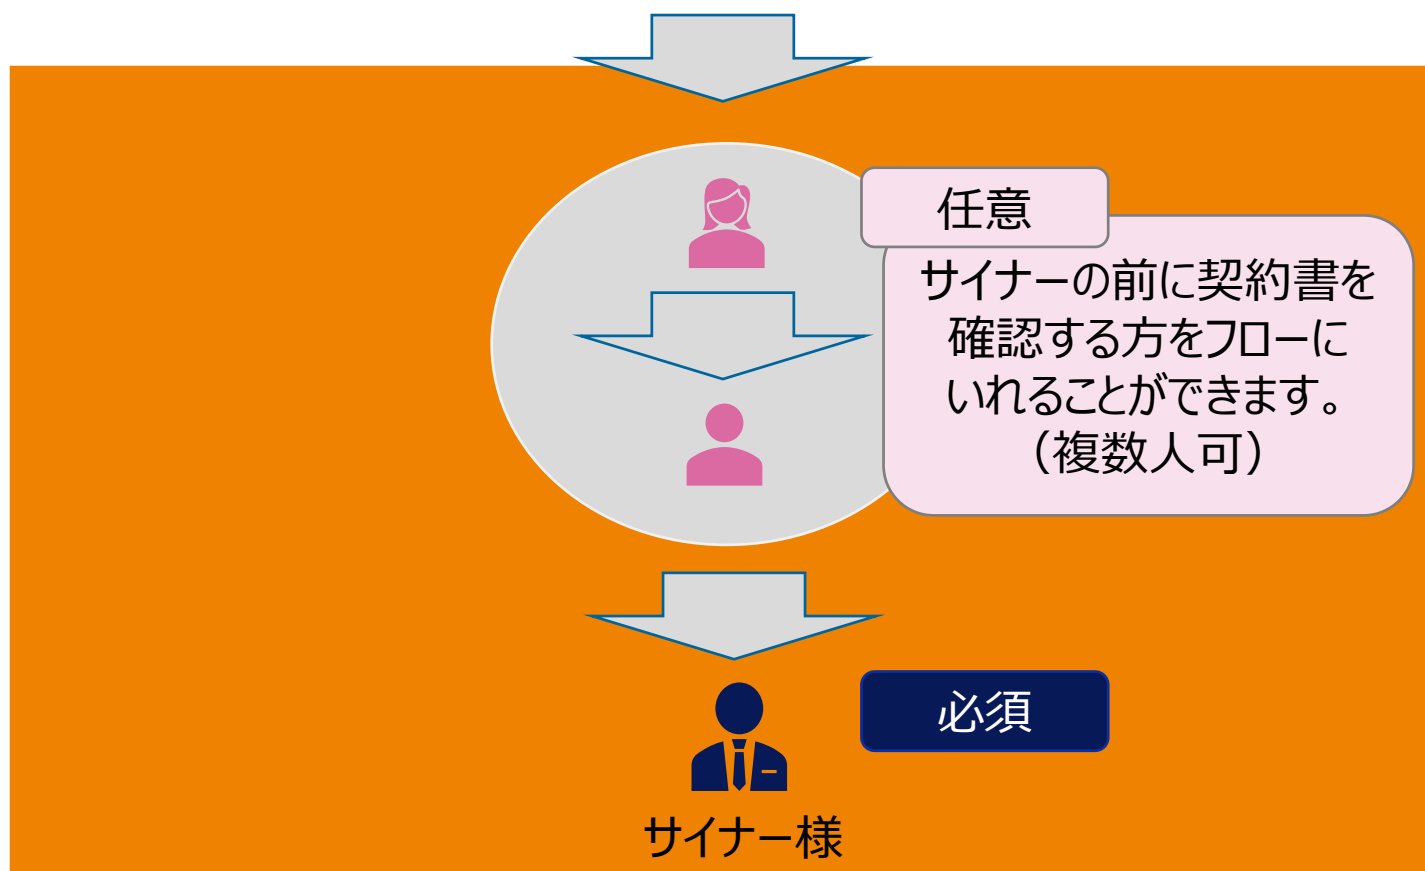 任意
サイナーの前に契約書を
確認する方をフローに
いれることができます。
（複数人可）
必須
サイナー様